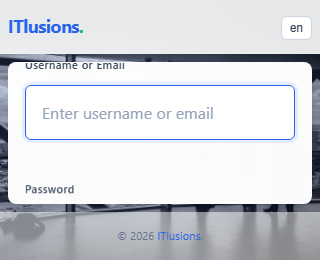 ITlusions.
en
Username or Email
Enter username or email
Password
© 2026 ITlusions.